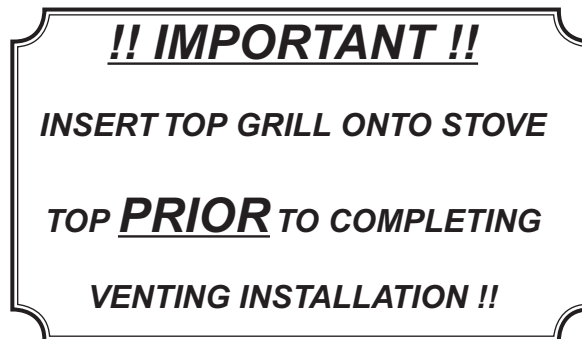 !! IMPORTANT !!
INSERT TOP GRILL ONTO STOVE
TOP PRIOR TO COMPLETING
VENTING INSTALLATION !!